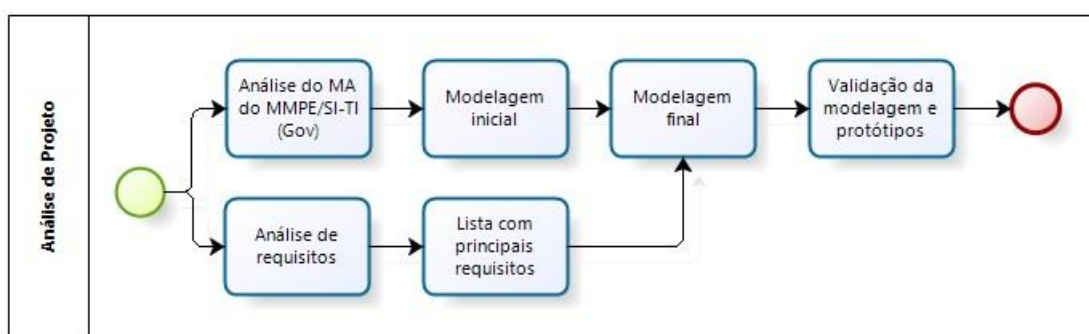 Análise de Projeto
Análise do MA
do MMPE/SI-TI
(Gov)
Modelagem
inicial
Modelagem
final
Validação da
modelagem e
protótipos
Análise de
requisitos
Lista com
principais
requisitos